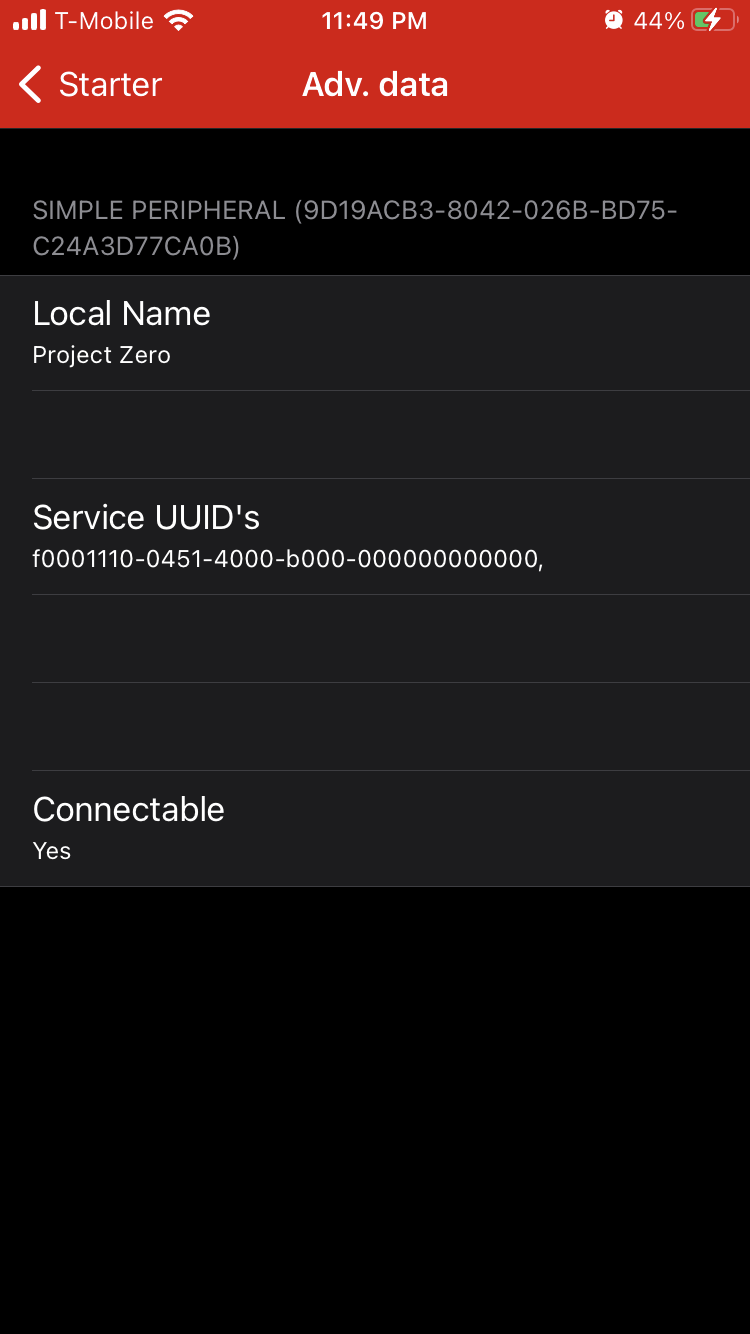 T-Mobile 11:49 PM 44%
Starter Adv. data
SIMPLE PERIPHERAL (9D19ACB3-8042-026B-BD75-
C24A3D77CA0B)
Local Name
Project Zero
Service UUID's
f0001110-0451-4000-b000-000000000000,
Connectable
Yes